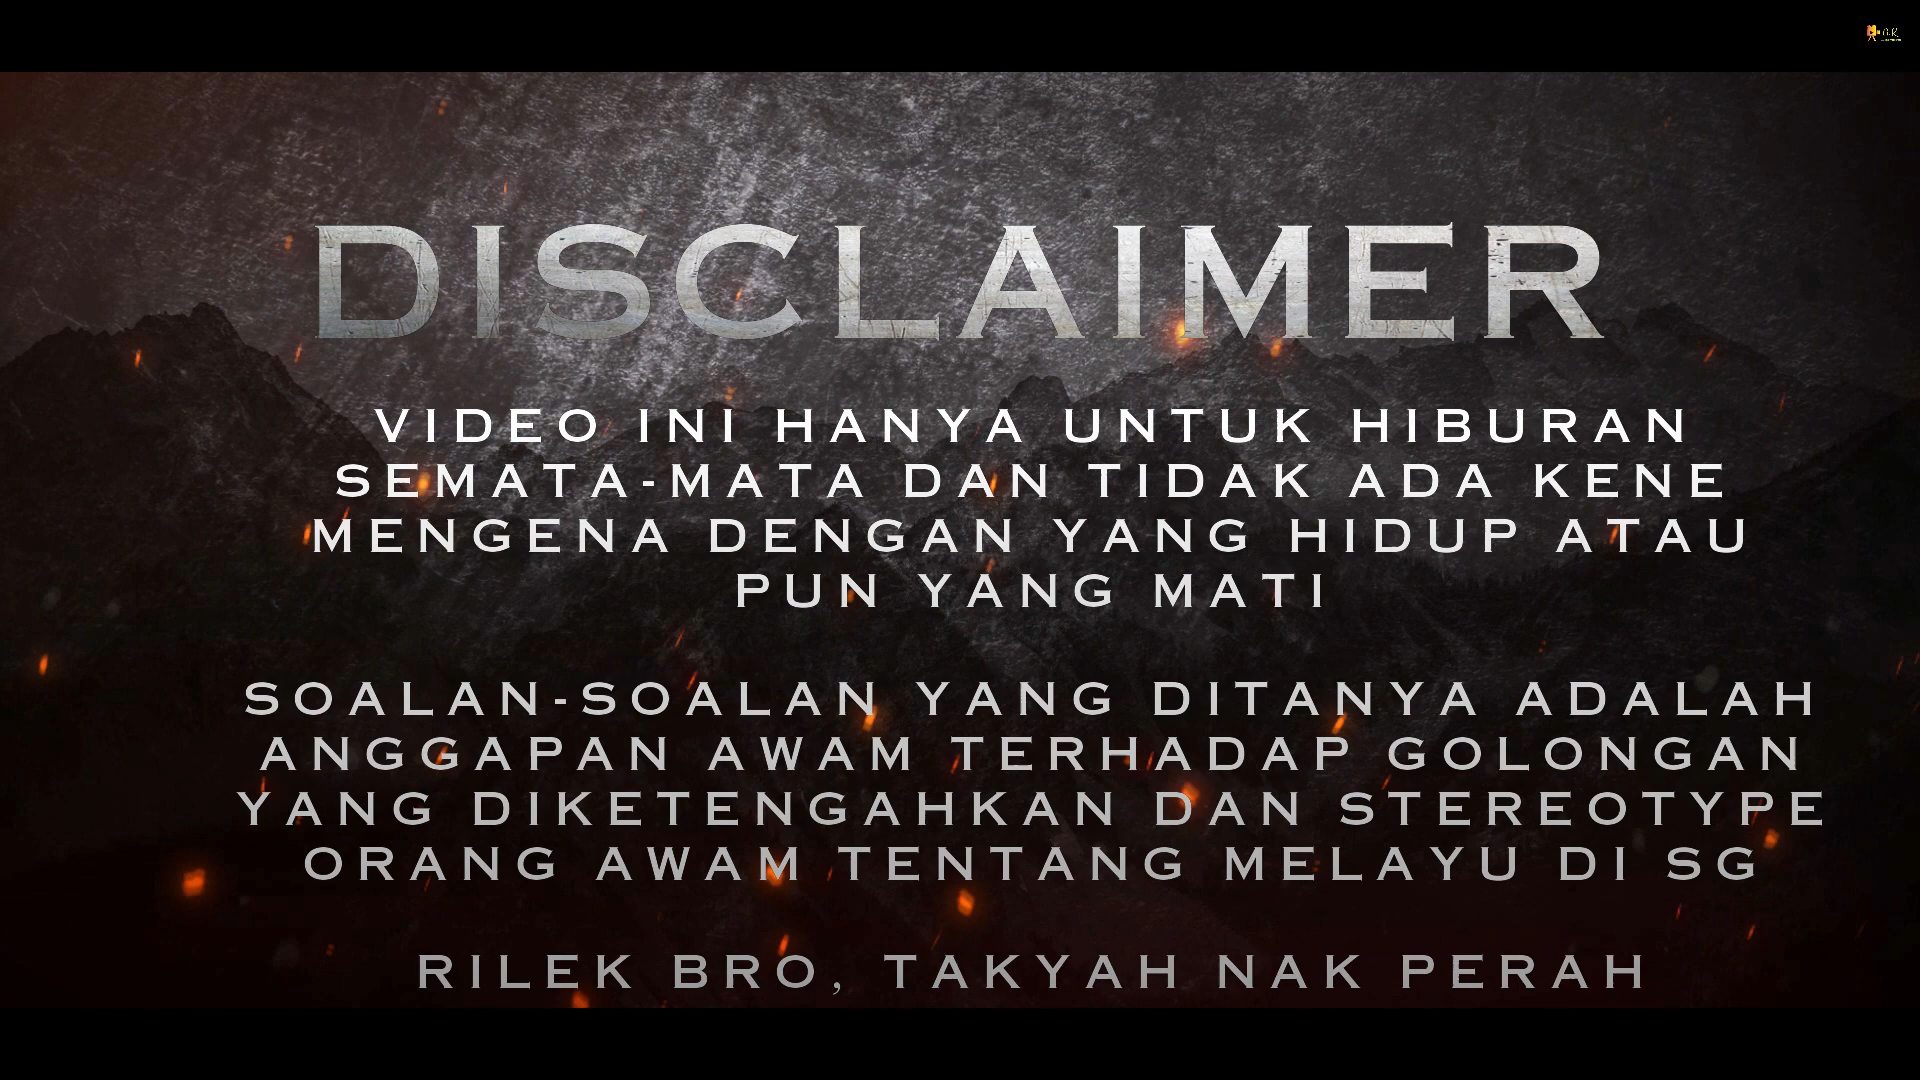 DISCLAIMER
VIDEO INI HANYA UNTUK HIBURAN
SEMATA-MATA DAN TIDAK ADA KENE
MENGENA DENGAN YANG HIDUP ATAU
PUN YANG MATI
SOALAN-SOALAN YANG DITANYA ADALAH
ANGGAPAN AWAM TERHADAP GOLONGAN
YANG DIKETENGAHKAN DAN STEREOTYPE
ORANG AWAM TENTANG MELAYU DI SG
RILEK BRO, TAKYAH NAK PERAH